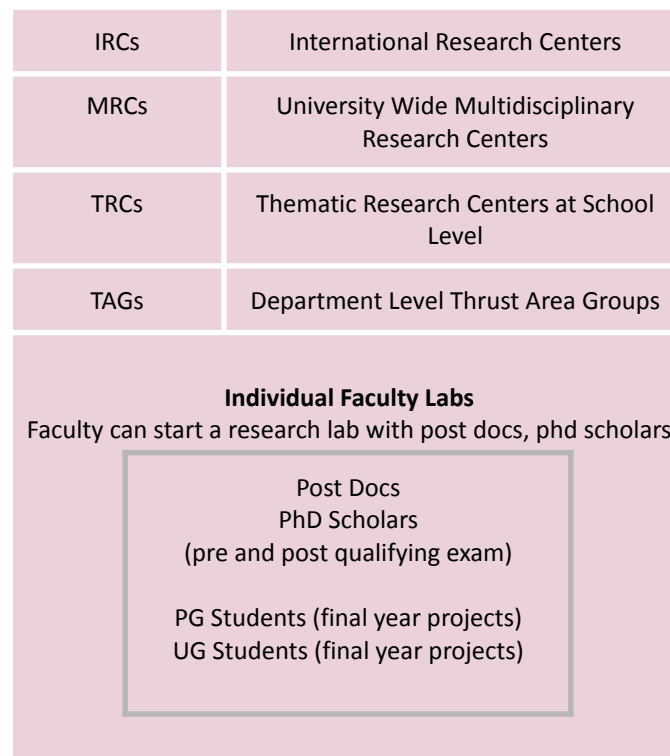 IRCs
International Research Centers
MRCs
University Wide Multidisciplinary
Research Centers
TRCs
Thematic Research Centers at School
Level
TAGs
Department Level Thrust Area Groups
Individual Faculty Labs
Faculty can start a research lab with post docs, phd scholars
Post Docs
PhD Scholars
(pre and post qualifying exam)
PG Students (final year projects)
UG Students (final year projects)